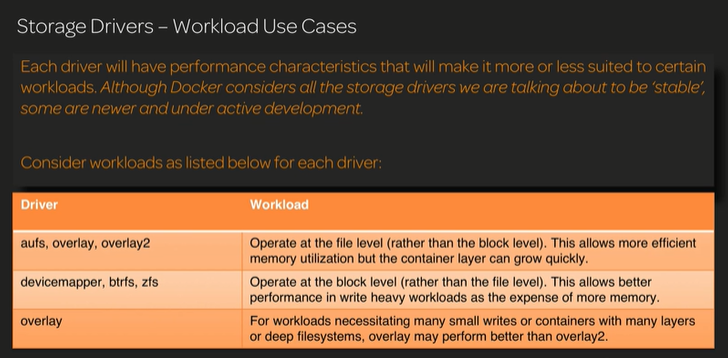 Storage Drivers – Workload Use Cases
Each driver will have performance characteristics that will make it more or less suited to certain
workloads. Although Docker considers all the storage drivers we are talking about to be ‘stable’,
some are newer and under active development.
Consider workloads as listed below for each driver:
Driver Workload
aufs, overlay, overlay2 Operate at the file level (rather than the block level). This allows more efficient
memory utilization but the container layer can grow quickly.
devicemapper, btrfs, zfs Operate at the block level (rather than the file level). This allows better
performance in write heavy workloads as the expense of more memory.
overlay For workloads necessitating many small writes or containers with many layers
or deep filesystems, overlay may perform better than overlay2.